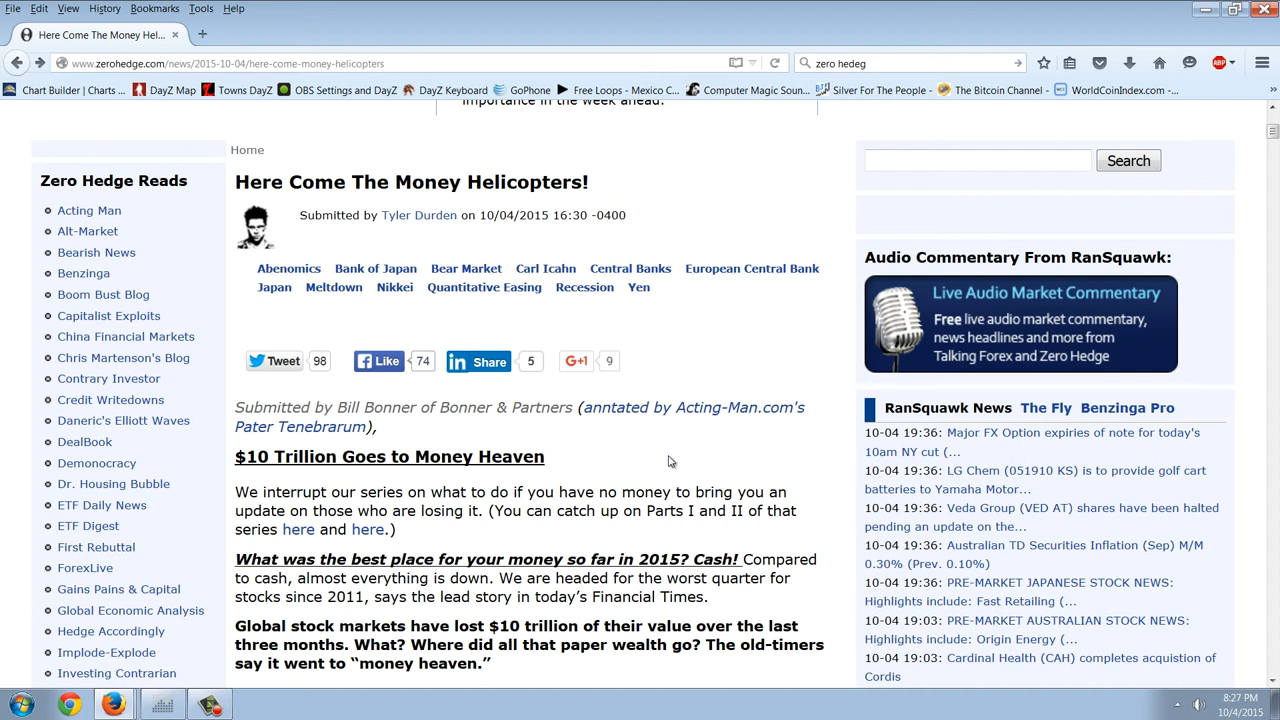 File Edit View History Bookmarks Tools Help
Here Come The Money Hel...
www.zerohedge.com/news/2015-10-04/here-come-money-helicopters
zero hedeg
ABP
Chart Builder | Charts ... DayZ Map Towns DayZ OBS Settings and DayZ DayZ Keyboard GoPhone Free Loops - Mexico C... Computer Magic Soun... Silver For The People - The Bitcoin Channel - WorldCoinIndex.com -...
importance in the week ahead.
Home
Zero Hedge Reads
Acting Man
Alt-Market
Bearish News
Benzinga
Boom Bust Blog
Capitalist Exploits
China Financial Markets
Chris Martenson's Blog
Contrary Investor
Credit Writedowns
Daneric's Elliott Waves
DealBook
Demonocracy
Dr. Housing Bubble
ETF Daily News
ETF Digest
First Rebuttal
ForexLive
Gains Pains & Capital
Global Economic Analysis
Hedge Accordingly
Implode-Explode
Investing Contrarian
Here Come The Money Helicopters!
Submitted by Tyler Durden on 10/04/2015 16:30 -0400
Abenomics Bank of Japan Bear Market Carl Icahn Central Banks European Central Bank
Japan Meltdown Nikkei Quantitative Easing Recession Yen
Tweet 98 Like 74 Share 5 G+1 9
Submitted by Bill Bonner of Bonner & Partners (anntated by Acting-Man.com's
Pater Tenebrarum),
$10 Trillion Goes to Money Heaven
We interrupt our series on what to do if you have no money to bring you an
update on those who are losing it. (You can catch up on Parts I and II of that
series here and here.)
What was the best place for your money so far in 2015? Cash! Compared
to cash, almost everything is down. We are headed for the worst quarter for
stocks since 2011, says the lead story in today's Financial Times.
Global stock markets have lost $10 trillion of their value over the last
three months. What? Where did all that paper wealth go? The old-timers
say it went to "money heaven."
Search
Audio Commentary From RanSquawk:
Live Audio Market Commentary
Free live audio market commentary,
news headlines and more from
Talking Forex and Zero Hedge
RanSquawk News The Fly Benzinga Pro
10-04 19:36: Major FX Option expiries of note for today's
10am NY cut (...
10-04 19:36: LG Chem (051910 KS) is to provide golf cart
batteries to Yamaha Motor...
10-04 19:36: Veda Group (VED AT) shares have been halted
pending an update on the...
10-04 19:36: Australian TD Securities Inflation (Sep) M/M
0.30% (Prev. 0.10%)
10-04 19:36: PRE-MARKET JAPANESE STOCK NEWS:
Highlights include: Fast Retailing (...
10-04 19:03: PRE-MARKET AUSTRALIAN STOCK NEWS:
Highlights include: Origin Energy (...
10-04 19:03: Cardinal Health (CAH) completes acquisition of
Cordis
8:27 PM
10/4/2015